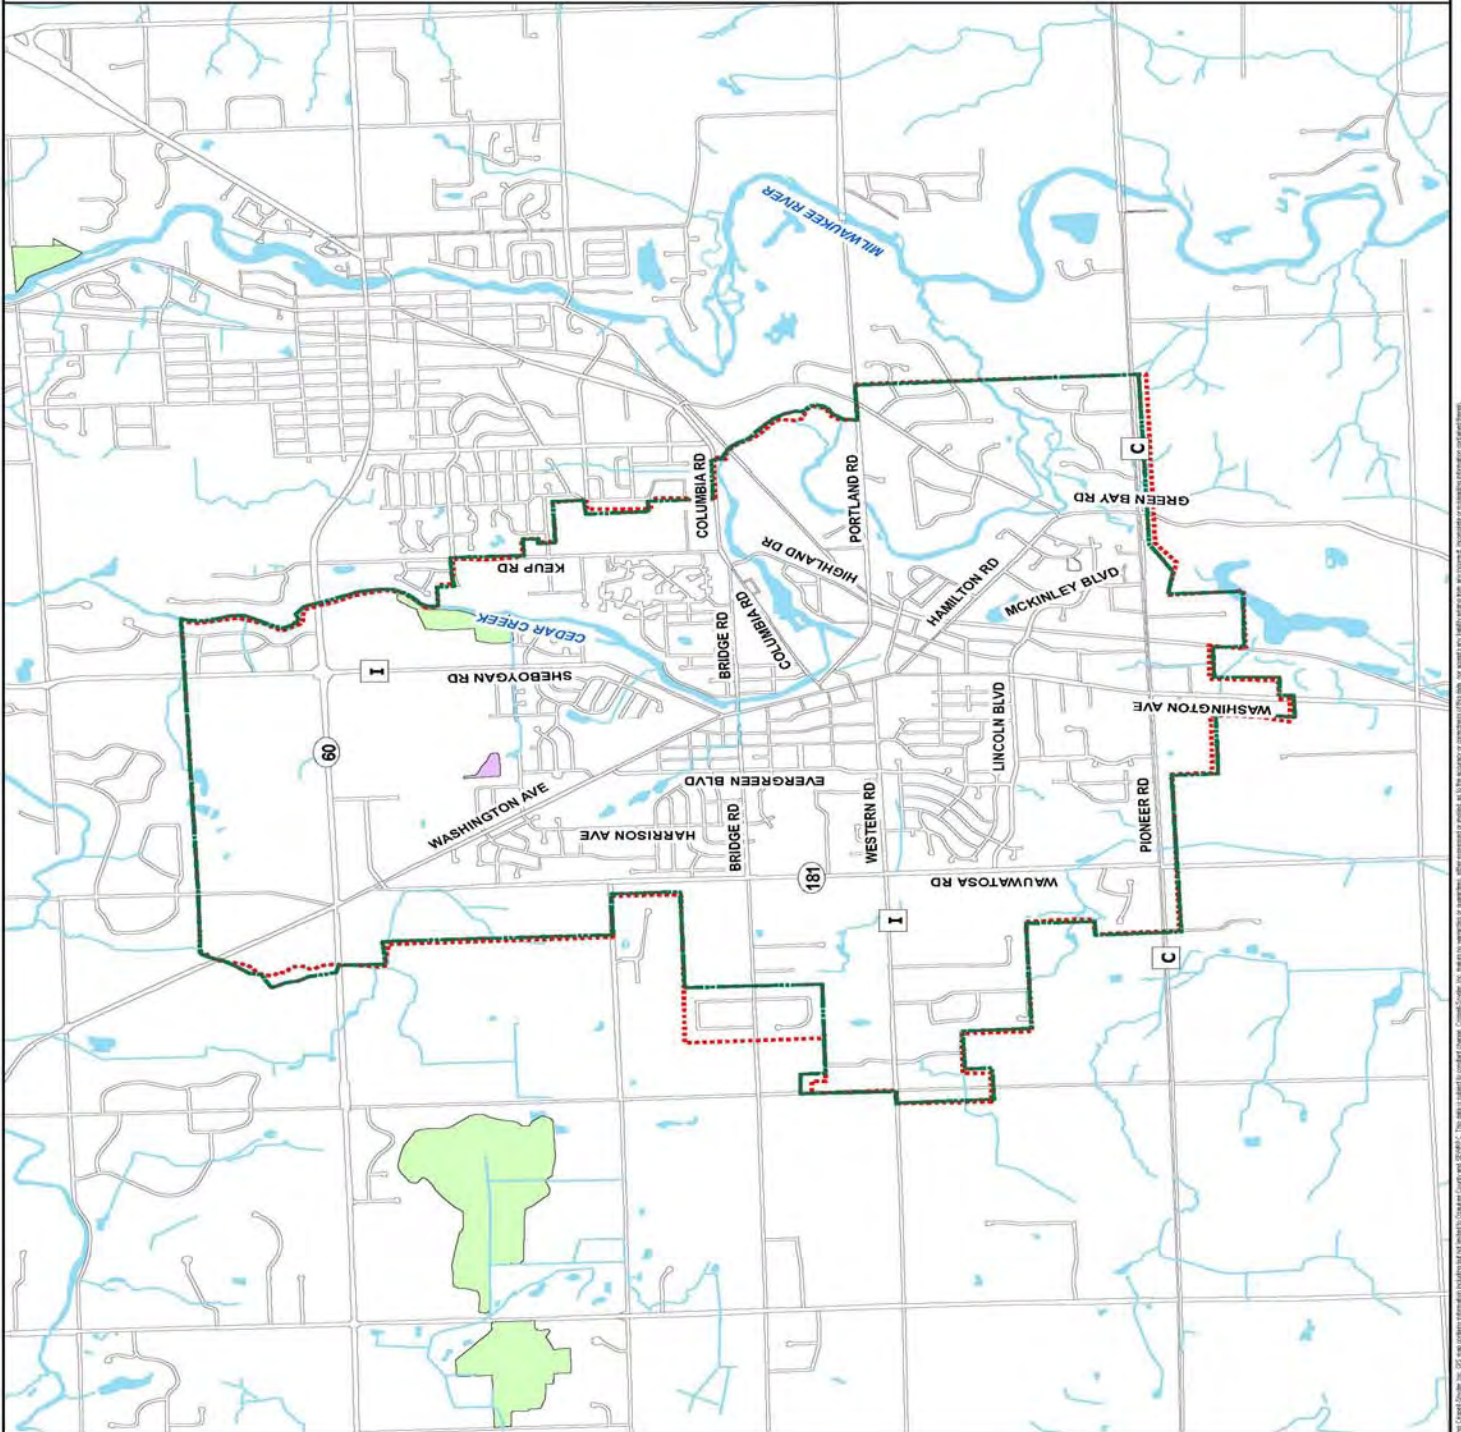 MILWAUKEE RIVER
COLUMBIA RD
PORTLAND RD
C
GREEN BAY RD
KEUP RD
HIGHLAND DR
HAMILTON RD
MCKINLEY BLVD
CEDAR CREEK
COLUMBIA RD
BRIDGE RD
I
SHEBOYGAN RD
WASHINGTON AVE
LINCOLN BLVD
60
EVERGREEN BLVD
WASHINGTON AVE
HARRISON AVE
BRIDGE RD
WESTERN RD
PIONEER RD
181
WAUWATOSA RD
I
C